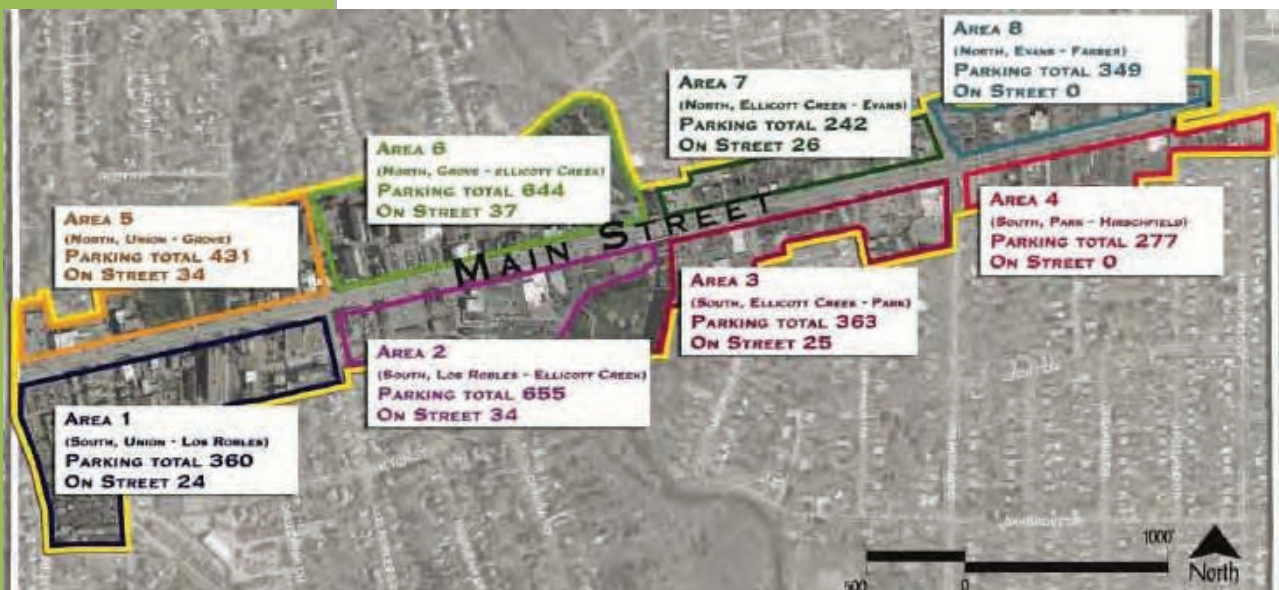 Area 8
(North, Evans - Farber)
Parking total 349
On Street 0
Area 7
(North, Ellicott Creek - Evans)
Parking total 242
On Street 26
Area 6
(North, Grove - ellicott Creek)
Parking total 644
On Street 37
Area 5
(North, Union - Grove)
Parking total 431
On Street 34
Main Street
Area 4
(South, Park - Hirschfield)
Parking total 277
On Street 0
Area 3
(South, Ellicott Creek - Park)
Parking total 363
On Street 25
Area 2
(South, Los Robles - Ellicott Creek)
Parking total 655
On Street 34
Area 1
(South, Union - Los Robles)
Parking total 360
On Street 24
1000'
500
0
North